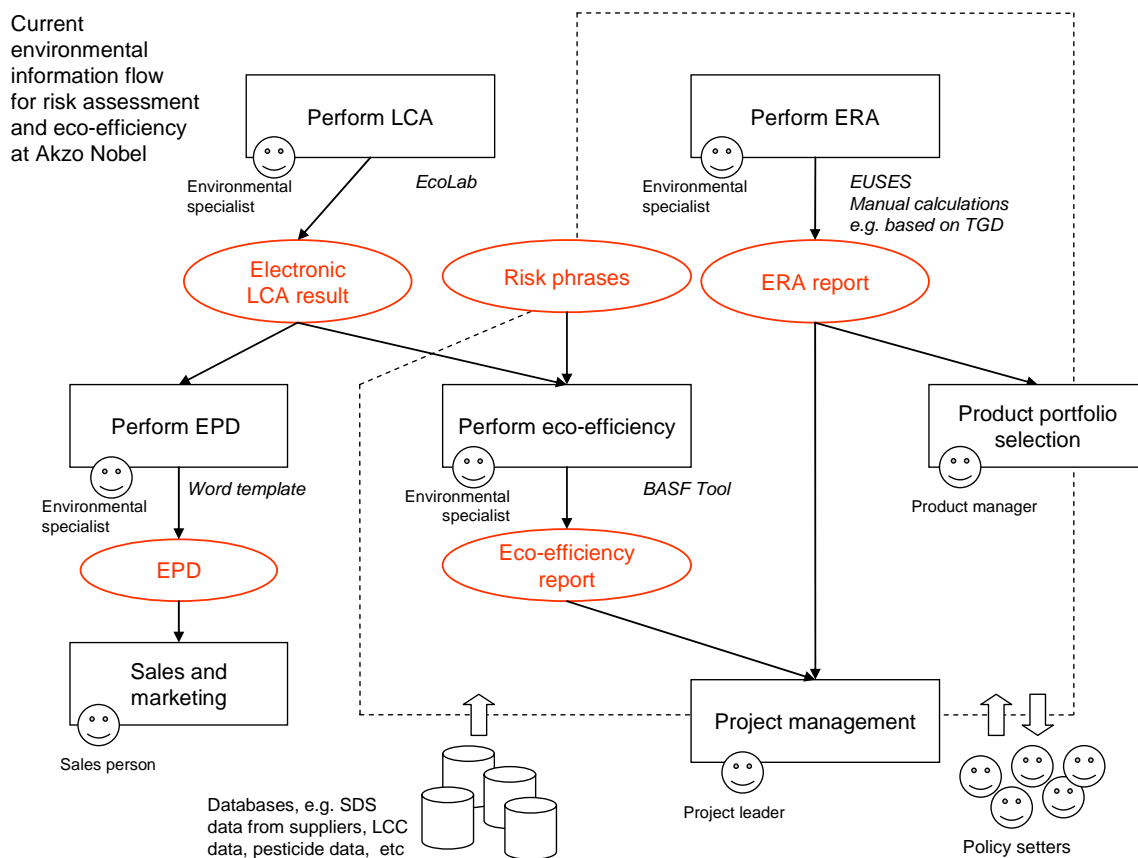 Current
environmental
information flow
for risk assessment
and eco-efficiency
at Akzo Nobel
Perform LCA
Perform ERA
Environmental
specialist
EcoLab
Environmental
specialist
EUSES
Manual calculations
e.g. based on TGD
Electronic
LCA result
Risk phrases
ERA report
Perform EPD
Perform eco-efficiency
Product portfolio
selection
Environmental
specialist
Word template
Environmental
specialist
BASF Tool
Product manager
EPD
Eco-efficiency
report
Sales and
marketing
Project management
Sales person
Project leader
Databases, e.g. SDS
data from suppliers, LCC
data, pesticide data, etc
Policy setters